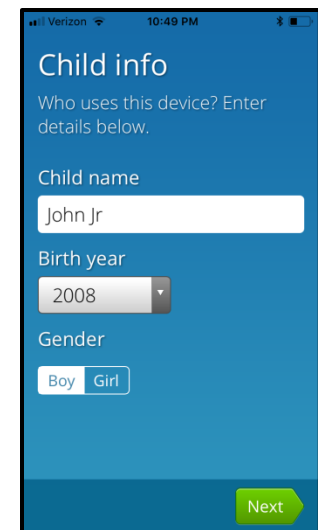 Verizon 10:49 PM
Child info
Who uses this device? Enter
details below.
Child name
John Jr
Birth year
2008
Gender
Boy Girl
Next